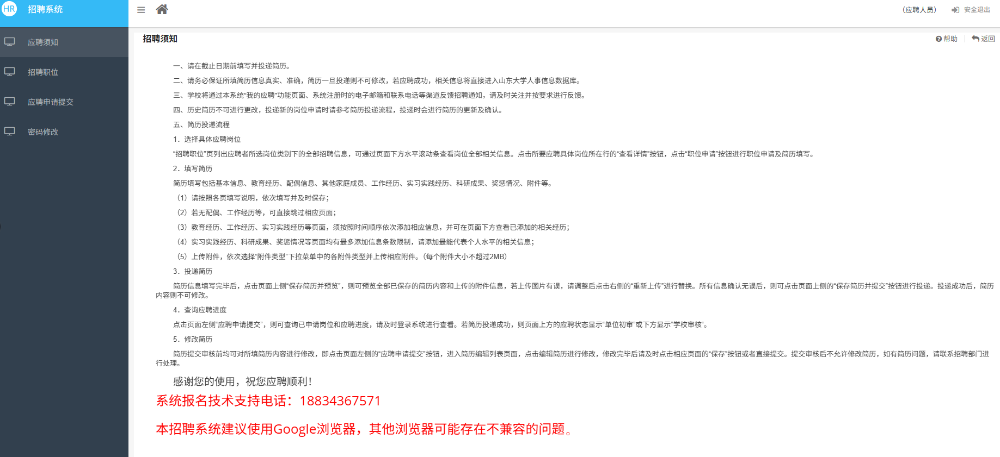 HR 招聘系统
（应聘人员） 安全退出
应聘须知
招聘职位
应聘申请提交
密码修改
招聘须知
帮助 返回
一、请在截止日期前填写并投递简历。
二、请务必保证所填简历信息真实、准确，简历一旦投递则不可修改，若应聘成功，相关信息将直接进入山东大学人事信息数据库。
三、学校将通过本系统“我的应聘”功能页面、系统注册时的电子邮箱和联系电话等渠道反馈招聘通知，请及时关注并按要求进行反馈。
四、历史简历不可进行更改，投递新的岗位申请时请参考简历投递流程，投递时会进行简历的更新及确认。
五、简历投递流程
1．选择具体应聘岗位
“招聘职位”页列出应聘者所选岗位类别下的全部招聘信息，可通过页面下方水平滚动条查看岗位全部相关信息。点击所要应聘具体岗位所在行的“查看详情”按钮，点击“职位申请”按钮进行职位申请及简历填写。
2．填写简历
简历填写包括基本信息、教育经历、配偶信息、其他家庭成员、工作经历、实习实践经历、科研成果、奖惩情况、附件等。
（1）请按照各页填写说明，依次填写并及时保存；
（2）若无配偶、工作经历等，可直接跳过相应页面；
（3）教育经历、工作经历、实习实践经历等页面，须按照时间顺序依次添加相应信息，并可在页面下方查看已添加的相关经历；
（4）实习实践经历、科研成果、奖惩情况等页面均有最多添加信息条数限制，请添加最能代表个人水平的相关信息；
（5）上传附件，依次选择“附件类型”下拉菜单中的各附件类型并上传相应附件。（每个附件大小不超过2MB）
3．投递简历
简历信息填写完毕后，点击页面上侧“保存简历并预览”，则可预览全部已保存的简历内容和上传的附件信息，若上传图片有误，请调整后点击右侧的“重新上传”进行替换。所有信息确认无误后，则可点击页面上侧的“保存简历并提交”按钮进行投递。投递成功后，简历
内容则不可修改。
4．查询应聘进度
点击页面左侧“应聘申请提交”，则可查询已申请岗位和应聘进度，请及时登录系统进行查看。若简历投递成功，则页面上方的应聘状态显示“单位初审”或下方显示”学校审核“。
5．修改简历
简历提交审核前均可对所填简历内容进行修改，即点击页面左侧的“应聘申请提交”按钮，进入简历编辑列表页面，点击编辑简历进行修改，修改完毕后请及时点击相应页面的“保存”按钮或者直接提交。提交审核后不允许修改简历，如有简历问题，请联系招聘部门进
行处理。
感谢您的使用，祝您应聘顺利！
系统报名技术支持电话：18834367571
本招聘系统建议使用Google浏览器，其他浏览器可能存在不兼容的问题。